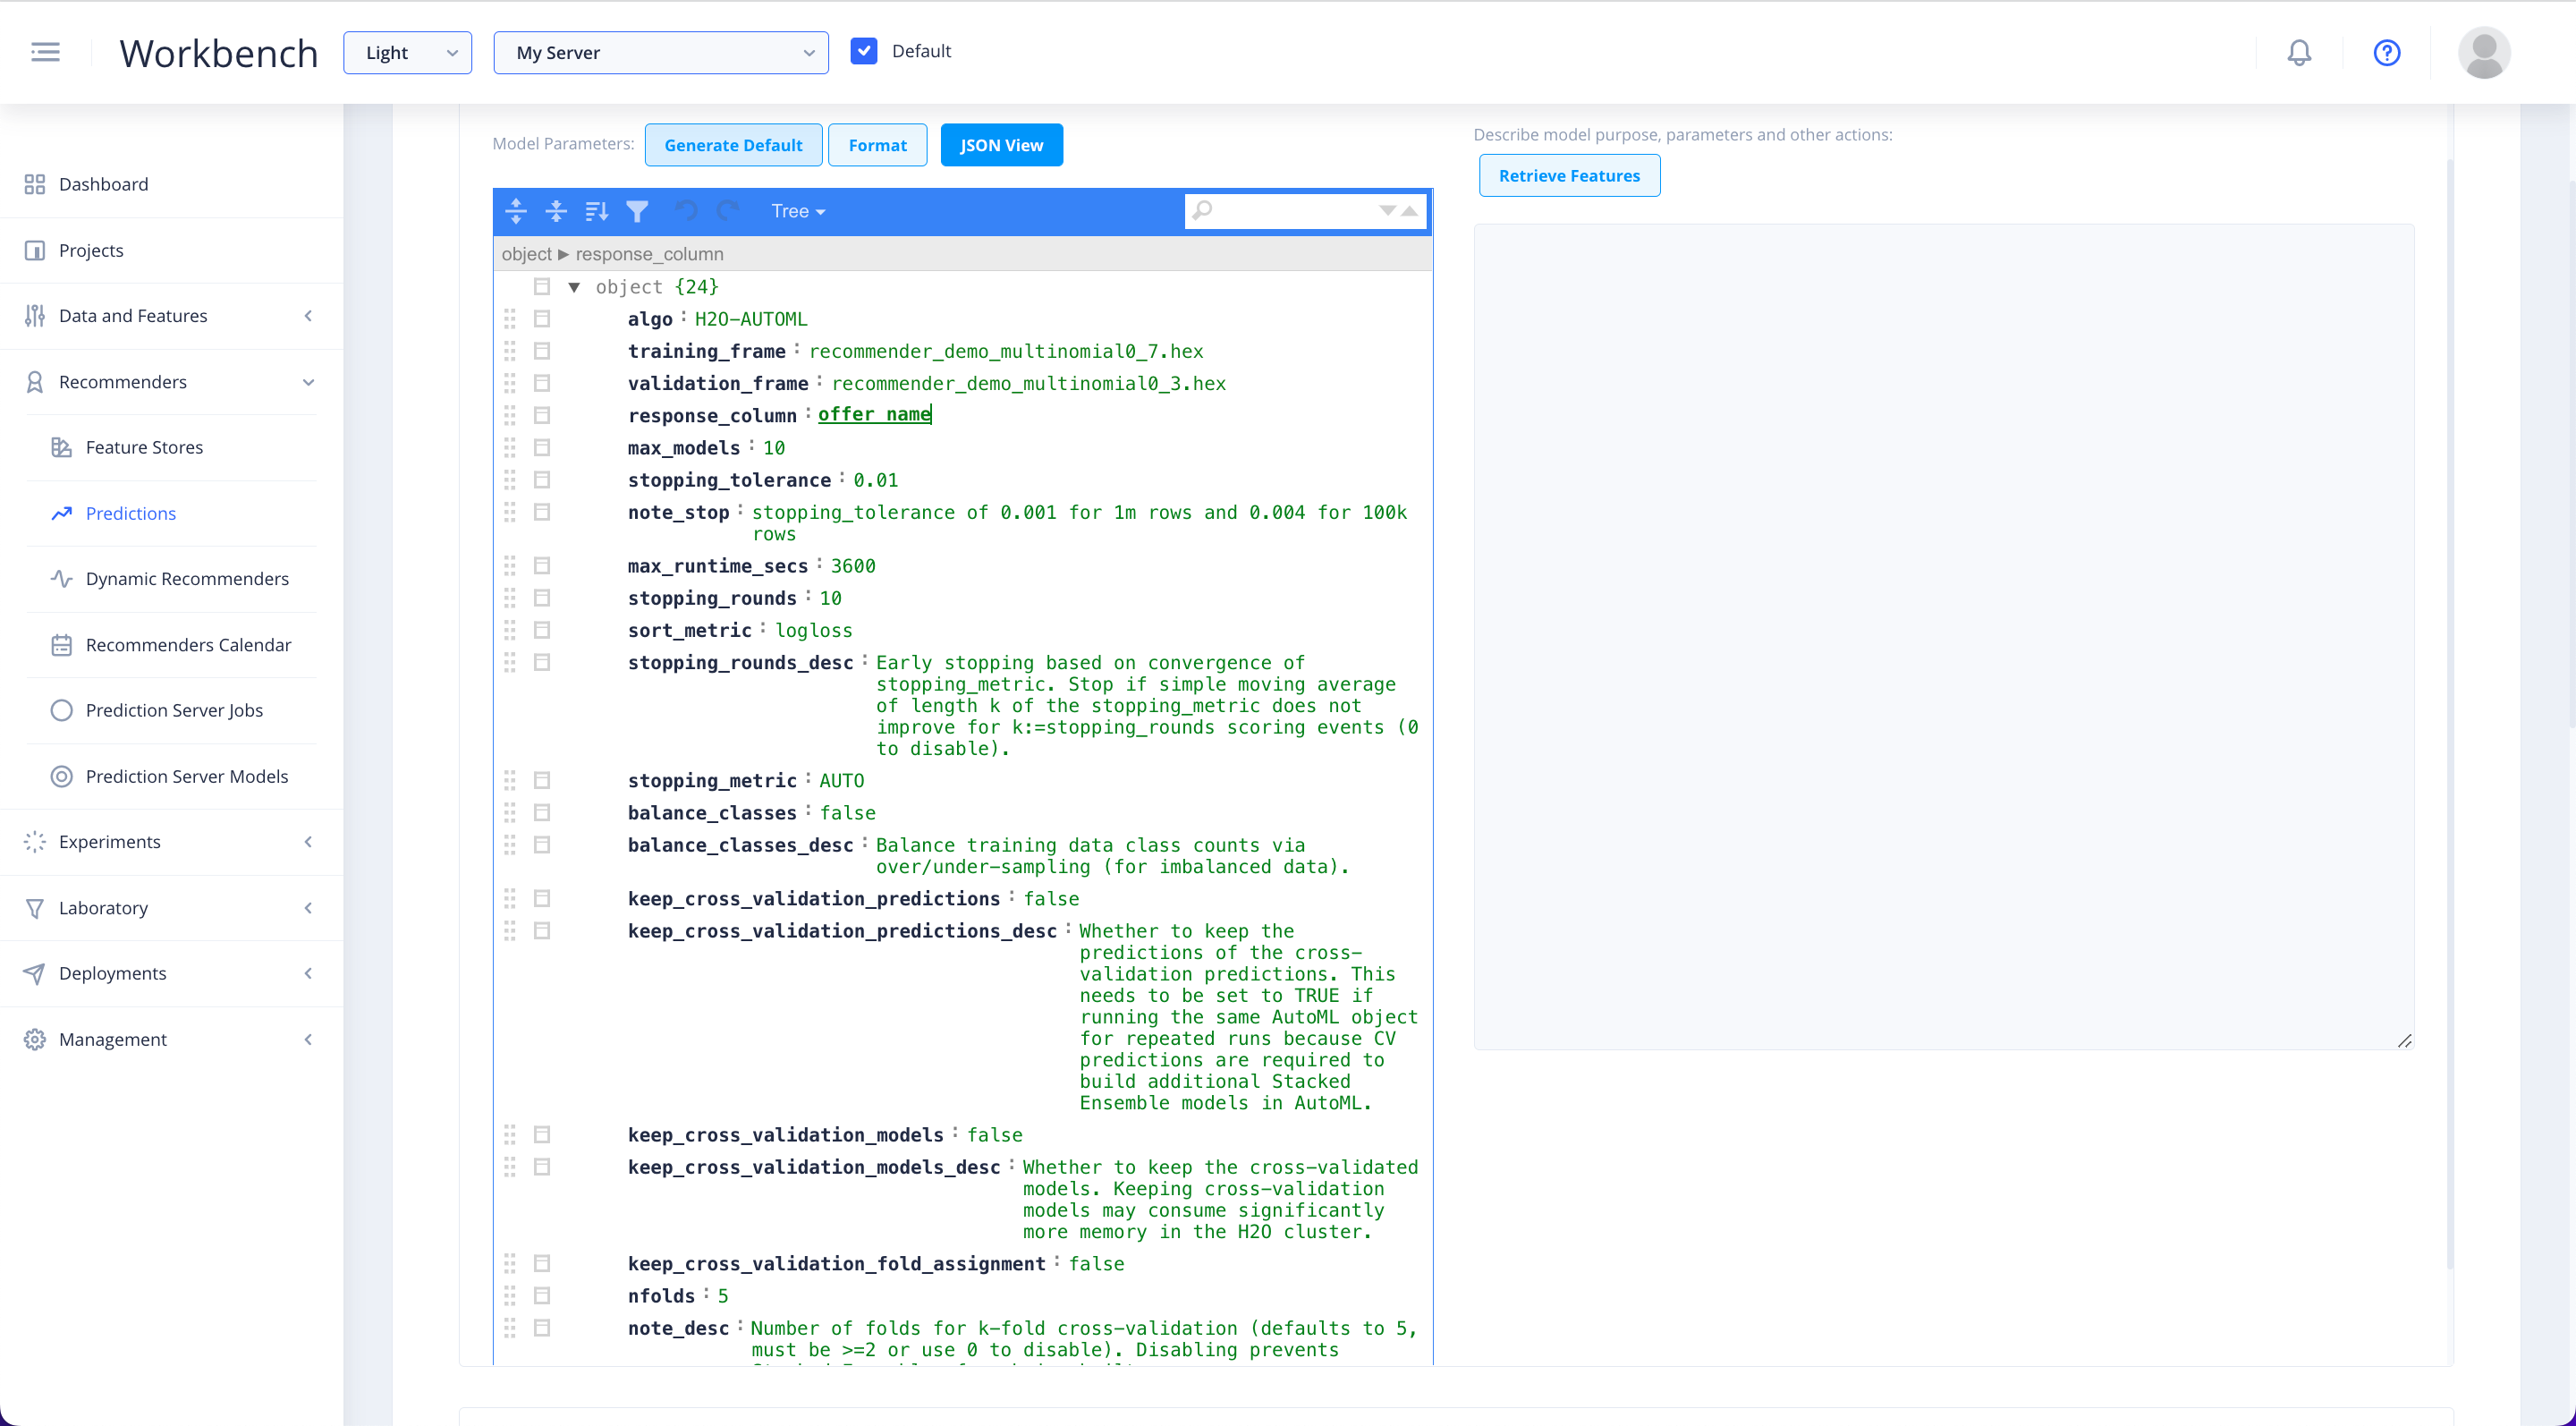 Workbench
Light
My Server
Default
Dashboard
Projects
Data and Features
Recommenders
Feature Stores
Predictions
Dynamic Recommenders
Recommenders Calendar
Prediction Server Jobs
Prediction Server Models
Experiments
Laboratory
Deployments
Management
Model Parameters:
Generate Default
Format
JSON View
Tree
object ► response_column
object {24}
algo : H2O-AUTOML
training_frame : recommender_demo_multinomial0_7.hex
validation_frame : recommender_demo_multinomial0_3.hex
response_column : offer_name
max_models : 10
stopping_tolerance : 0.01
note_stop : stopping_tolerance of 0.001 for 1m rows and 0.004 for 100k
rows
max_runtime_secs : 3600
stopping_rounds : 10
sort_metric : logloss
stopping_rounds_desc : Early stopping based on convergence of
stopping_metric. Stop if simple moving average
of length k of the stopping_metric does not
improve for k:=stopping_rounds scoring events (0
to disable).
stopping_metric : AUTO
balance_classes : false
balance_classes_desc : Balance training data class counts via
over/under-sampling (for imbalanced data).
keep_cross_validation_predictions : false
keep_cross_validation_predictions_desc : Whether to keep the
predictions of the cross-
validation predictions. This
needs to be set to TRUE if
running the same AutoML object
for repeated runs because CV
predictions are required to
build additional Stacked
Ensemble models in AutoML.
keep_cross_validation_models : false
keep_cross_validation_models_desc : Whether to keep the cross-validated
models. Keeping cross-validation
models may consume significantly
more memory in the H2O cluster.
keep_cross_validation_fold_assignment : false
nfolds : 5
note_desc : Number of folds for k-fold cross-validation (defaults to 5,
must be >=2 or use 0 to disable). Disabling prevents
Describe model purpose, parameters and other actions:
Retrieve Features